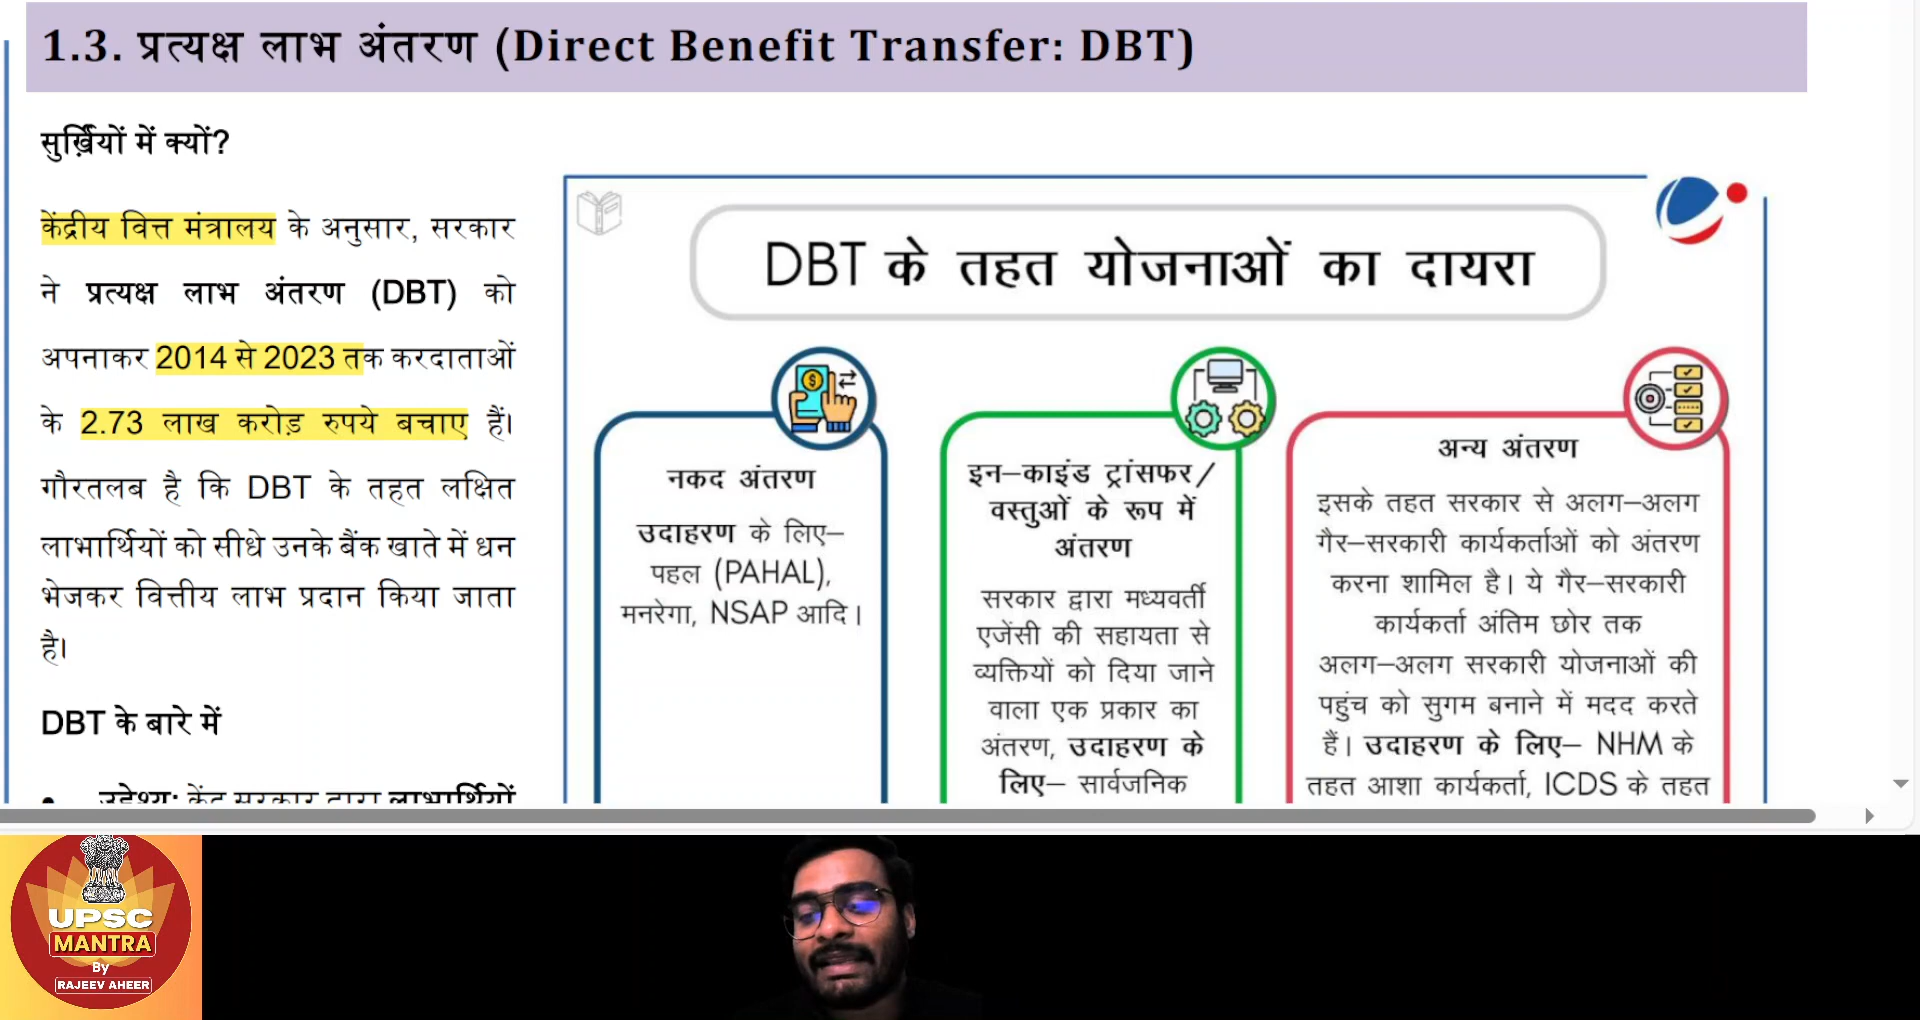 1.3. प्रत्यक्ष लाभ अंतरण (Direct Benefit Transfer: DBT)
सुर्ख़ियों में क्यों?
केंद्रीय वित्त मंत्रालय के अनुसार, सरकार
ने प्रत्यक्ष लाभ अंतरण (DBT) को
अपनाकर 2014 से 2023 तक करदाताओं
के 2.73 लाख करोड़ रुपये बचाए हैं।
गौरतलब है कि DBT के तहत लक्षित
लाभार्थियों को सीधे उनके बैंक खाते में धन
भेजकर वित्तीय लाभ प्रदान किया जाता
है।
DBT के बारे में
• उद्देश्य: केंद्र सरकार द्वारा लाभार्थियों
DBT के तहत योजनाओं का दायरा
नकद अंतरण
उदाहरण के लिए–
पहल (PAHAL),
मनरेगा, NSAP आदि।
इन–काइंड ट्रांसफर/
वस्तुओं के रूप में
अंतरण
सरकार द्वारा मध्यवर्ती
एजेंसी की सहायता से
व्यक्तियों को दिया जाने
वाला एक प्रकार का
अंतरण, उदाहरण के
लिए– सार्वजनिक
अन्य अंतरण
इसके तहत सरकार से अलग–अलग
गैर–सरकारी कार्यकर्ताओं को अंतरण
करना शामिल है। ये गैर–सरकारी
कार्यकर्ता अंतिम छोर तक
अलग–अलग सरकारी योजनाओं की
पहुंच को सुगम बनाने में मदद करते
हैं। उदाहरण के लिए– NHM के
तहत आशा कार्यकर्ता, ICDS के तहत
UPSC
MANTRA
By
RAJEEV AHEER